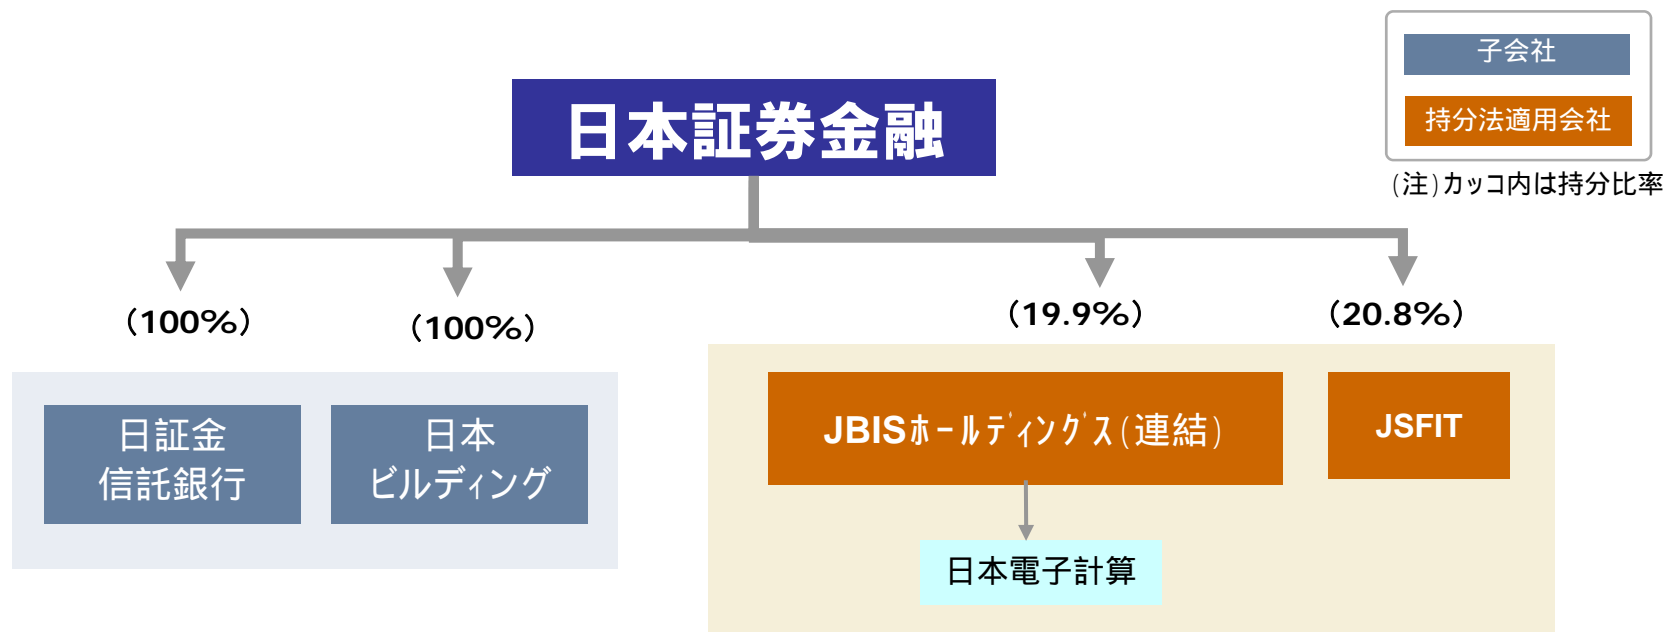 子会社
日本証券金融
持分法適用会社
(注)カッコ内は持分比率
(100%)
(100%)
(19.9%)
(20.8%)
日証金
信託銀行
日本
ビルディング
JBISホールディングス(連結)
JSFIT
日本電子計算